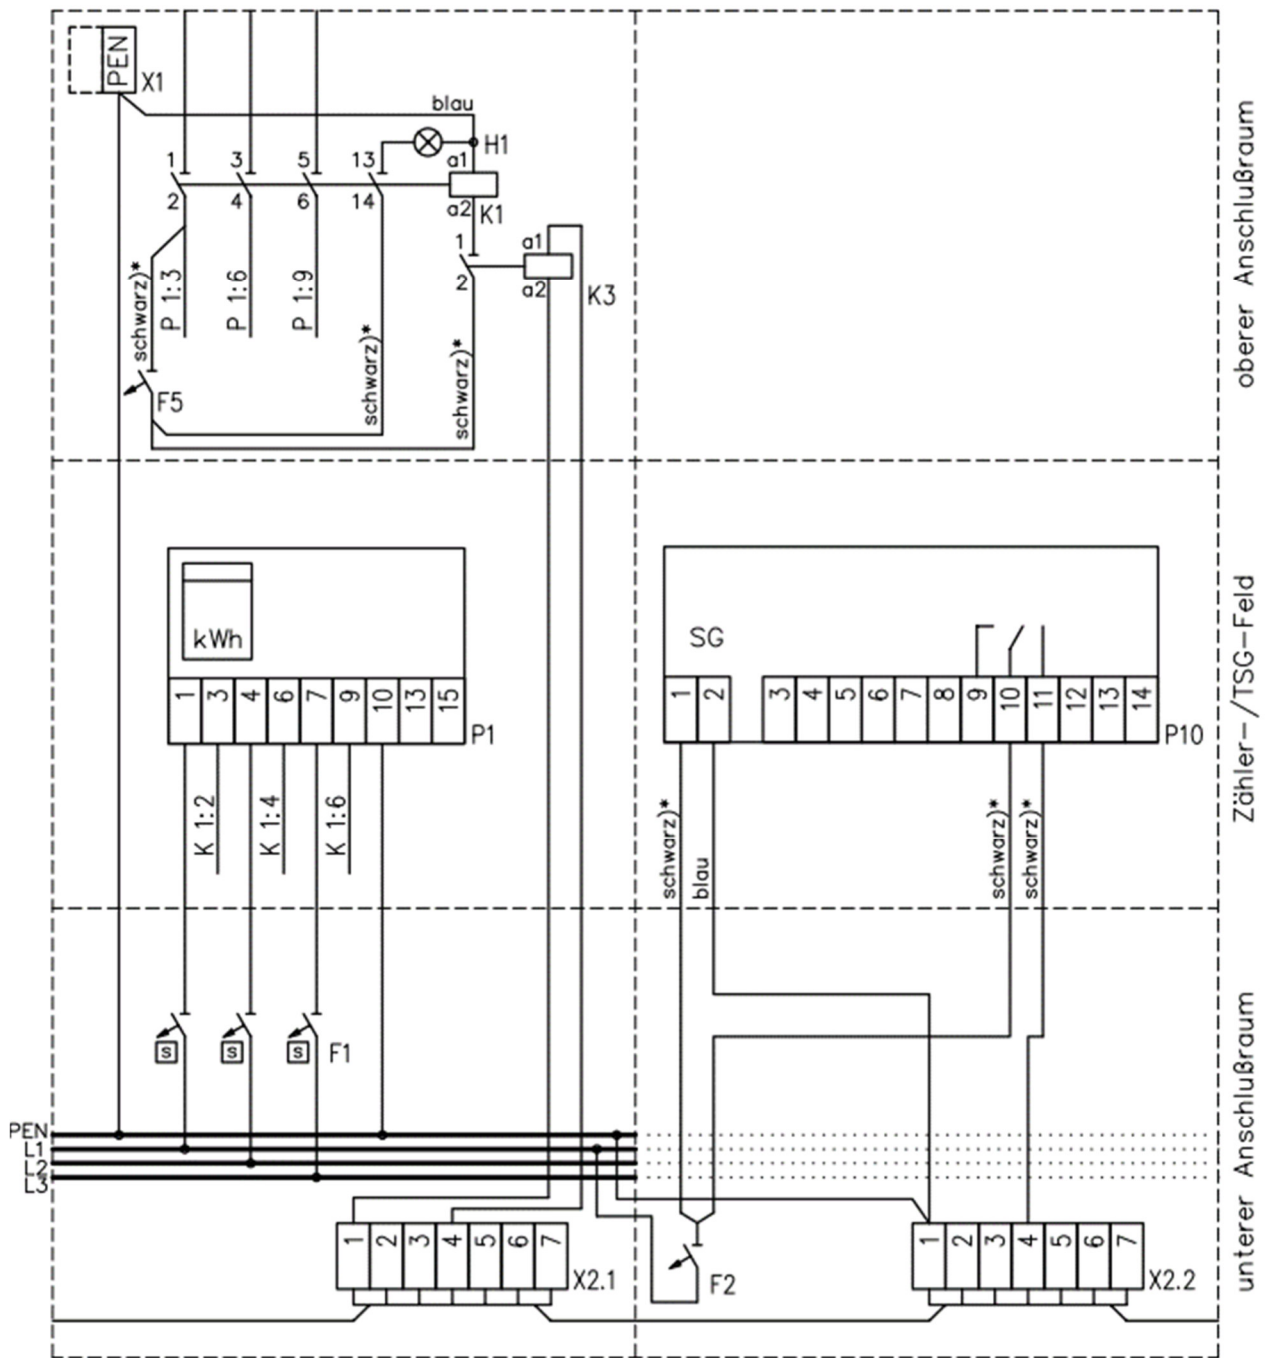 PEN
X1
blau
H1
1 3 5 13 a1
2 4 6 14 a2 K1
1 a1
2 a2
K3
schwarz)*
P 1:3
P 1:6
P 1:9
schwarz)*
schwarz)*
F5
oberer Anschlußraum
kWh
1 3 4 6 7 9 10 13 15
P1
SG
1 2 3 4 5 6 7 8 9 10 11 12 13 14
P10
K 1:2
K 1:4
K 1:6
schwarz)*
blau
schwarz)*
schwarz)*
Zähler-/TSG-Feld
S S S F1
PEN
L1
L2
L3
1 2 3 4 5 6 7
X2.1
F2
1 2 3 4 5 6 7
X2.2
unterer Anschlußraum